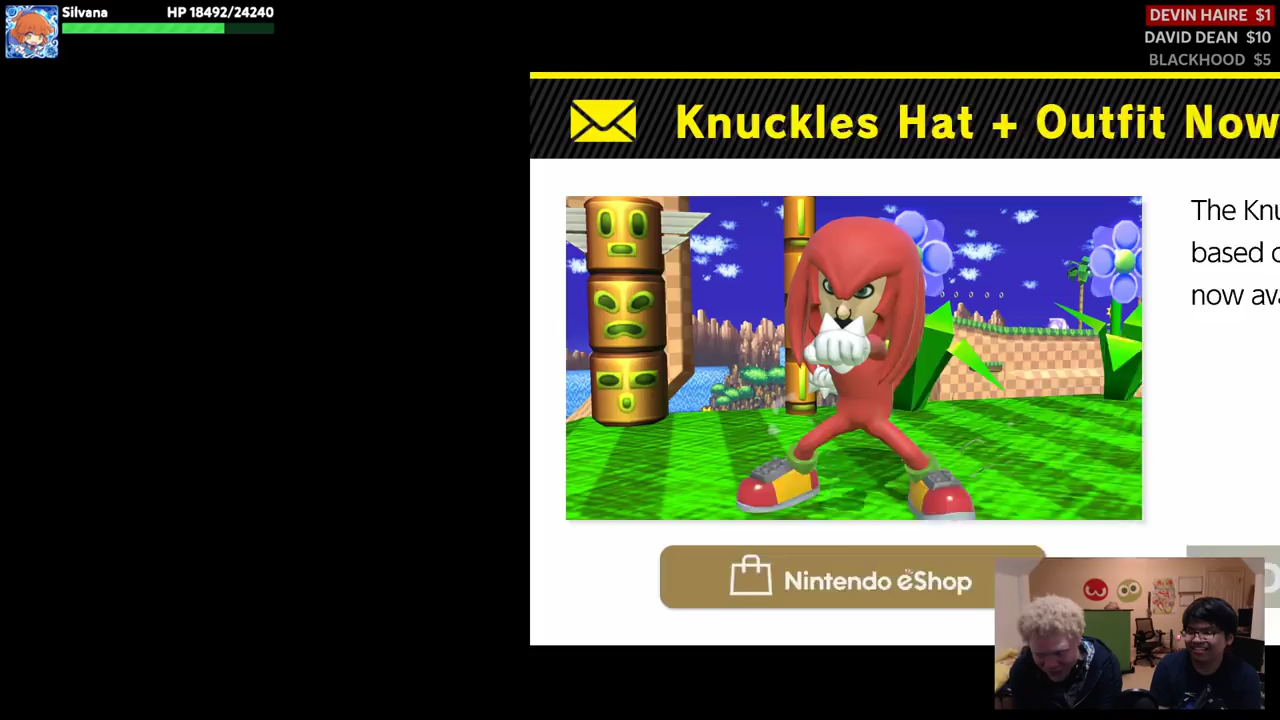 Silvana HP 18492/24240
DEVIN HAIRE $1
DAVID DEAN $10
BLACKHOOD $5
Knuckles Hat + Outfit Now
The Knu
based o
now ava
Nintendo eShop